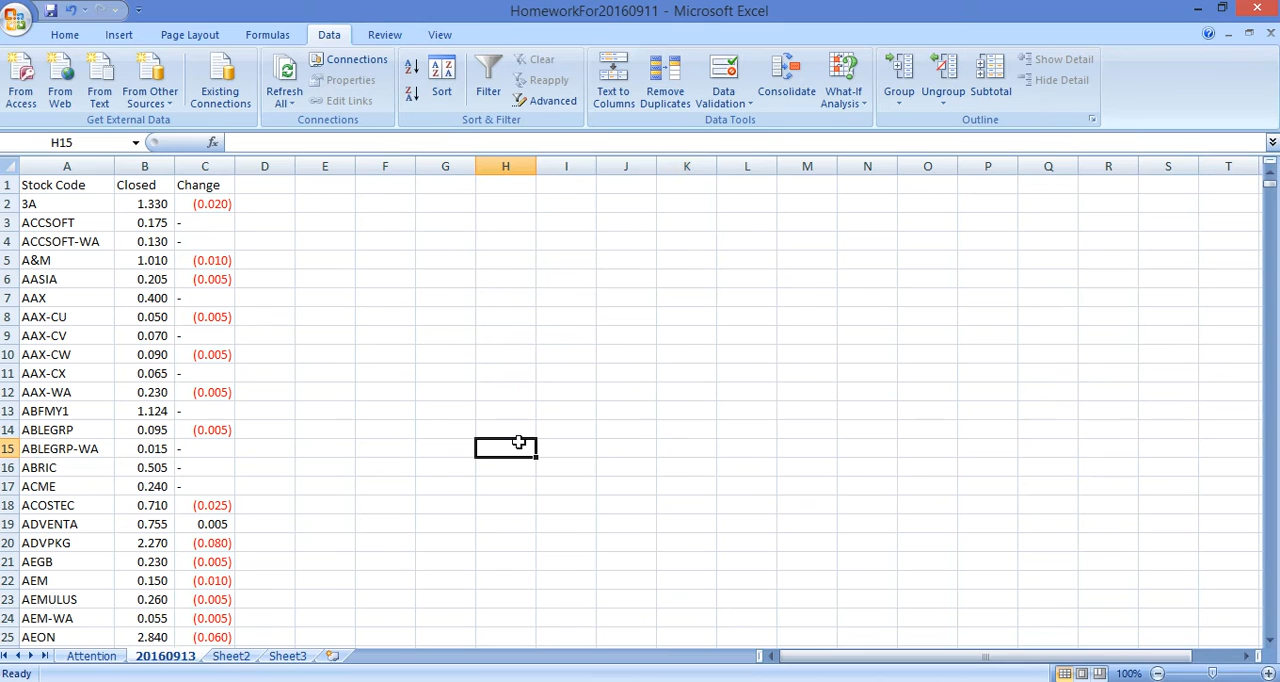 HomeworkFor20160911 - Microsoft Excel
Home Insert Page Layout Formulas Data Review View
From Access
From Web
From Text
From Other Sources
Existing Connections
Get External Data
Refresh All
Connections
Properties
Edit Links
Connections
Sort
Filter
Clear
Reapply
Advanced
Sort & Filter
Text to Columns
Remove Duplicates
Data Validation
Consolidate
What-If Analysis
Data Tools
Group
Ungroup
Subtotal
Show Detail
Hide Detail
Outline
H15 fx
A B C D E F G H I J K L M N O P Q R S T
1 Stock Code Closed Change
2 3A 1.330 (0.020)
3 ACCSOFT 0.175 -
4 ACCSOFT-WA 0.130 -
5 A&M 1.010 (0.010)
6 AASIA 0.205 (0.005)
7 AAX 0.400 -
8 AAX-CU 0.050 (0.005)
9 AAX-CV 0.070 -
10 AAX-CW 0.090 (0.005)
11 AAX-CX 0.065 -
12 AAX-WA 0.230 (0.005)
13 ABFMY1 1.124 -
14 ABLEGRP 0.095 (0.005)
15 ABLEGRP-WA 0.015 -
16 ABRIC 0.505 -
17 ACME 0.240 -
18 ACOSTEC 0.710 (0.025)
19 ADVENTA 0.755 0.005
20 ADVPKG 2.270 (0.080)
21 AEGB 0.230 (0.005)
22 AEM 0.150 (0.010)
23 AEMULUS 0.260 (0.005)
24 AEM-WA 0.055 (0.005)
25 AEON 2.840 (0.060)
Attention 20160913 Sheet2 Sheet3
Ready 100%